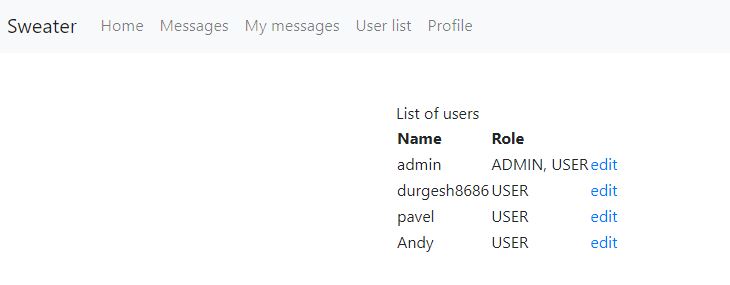 Sweater Home Messages My messages User list Profile
List of users
Name Role
admin ADMIN, USER edit
durgesh8686 USER edit
pavel USER edit
Andy USER edit